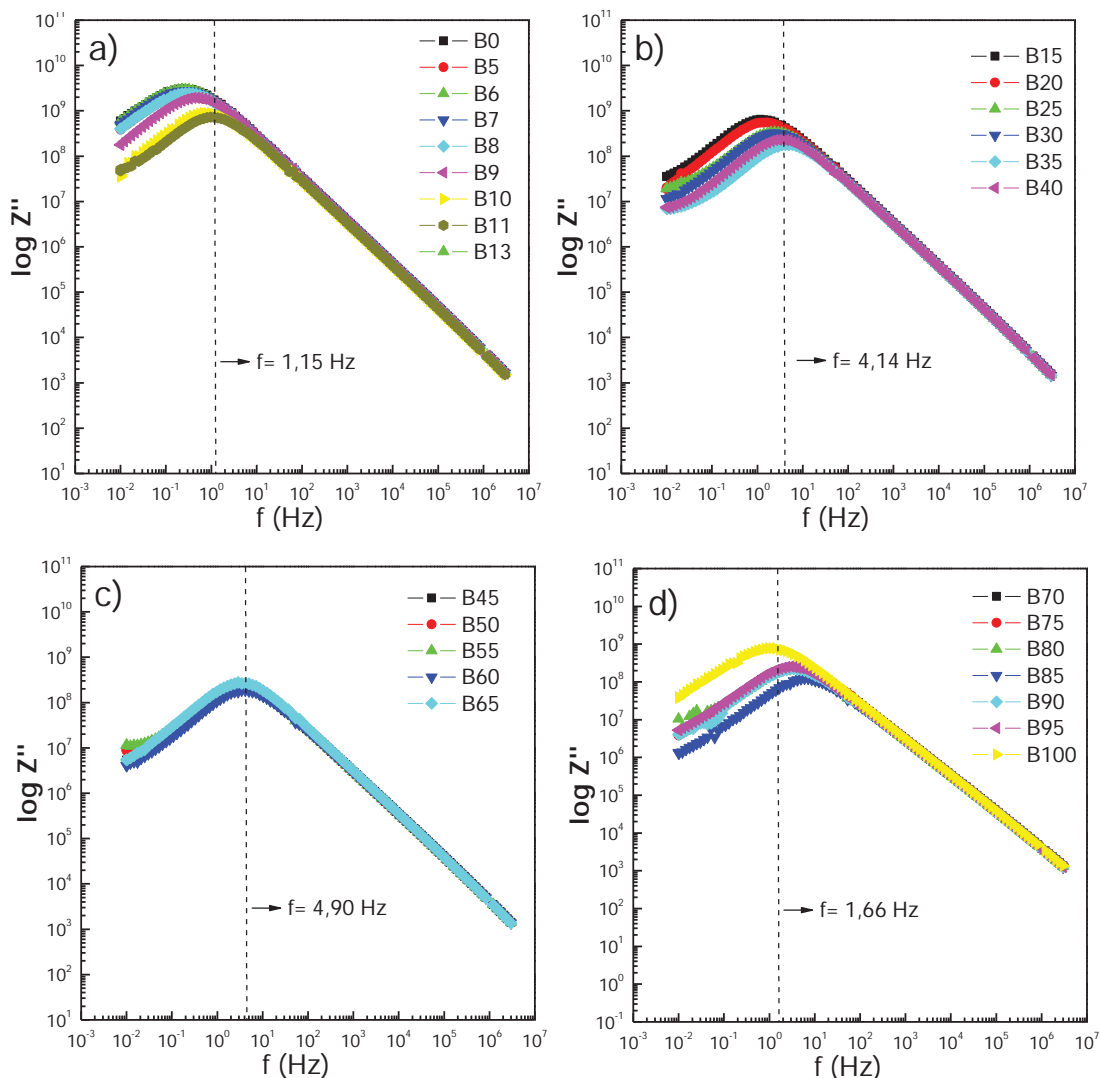 a)
B0
B5
B6
B7
B8
B9
B10
B11
B13
f= 1,15 Hz
log Z''
10¹¹
10¹⁰
10⁹
10⁸
10⁷
10⁶
10⁵
10⁴
10³
10²
10¹
10⁻³ 10⁻² 10⁻¹ 10⁰ 10¹ 10² 10³ 10⁴ 10⁵ 10⁶ 10⁷
f (Hz)
b)
B15
B20
B25
B30
B35
B40
f= 4,14 Hz
log Z''
10¹¹
10¹⁰
10⁹
10⁸
10⁷
10⁶
10⁵
10⁴
10³
10²
10¹
10⁻³ 10⁻² 10⁻¹ 10⁰ 10¹ 10² 10³ 10⁴ 10⁵ 10⁶ 10⁷
f (Hz)
c)
B45
B50
B55
B60
B65
f= 4,90 Hz
log Z''
10¹¹
10¹⁰
10⁹
10⁸
10⁷
10⁶
10⁵
10⁴
10³
10²
10¹
10⁻³ 10⁻² 10⁻¹ 10⁰ 10¹ 10² 10³ 10⁴ 10⁵ 10⁶ 10⁷
f (Hz)
d)
B70
B75
B80
B85
B90
B95
B100
f= 1,66 Hz
log Z''
10¹¹
10¹⁰
10⁹
10⁸
10⁷
10⁶
10⁵
10⁴
10³
10²
10¹
10⁰
10⁻¹
10⁻³ 10⁻² 10⁻¹ 10⁰ 10¹ 10² 10³ 10⁴ 10⁵ 10⁶ 10⁷
f (Hz)